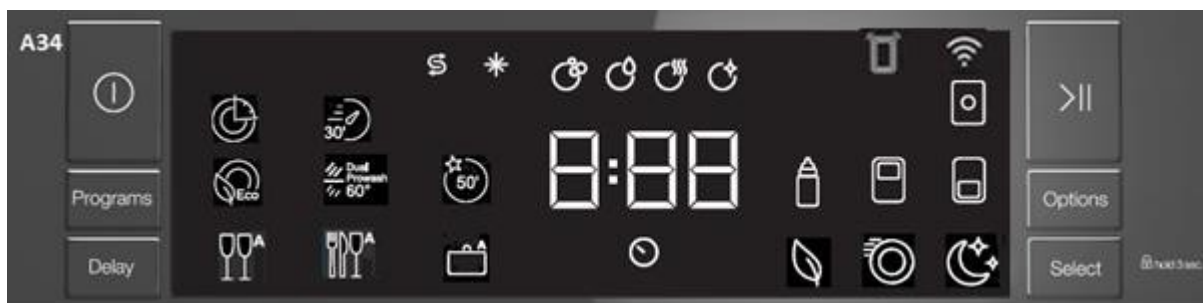 A34
30'
8:88
Programs
Eco
Dual
Prowash
60°
50'
Options
Delay
A
A
A
Select
hold 3 sec.